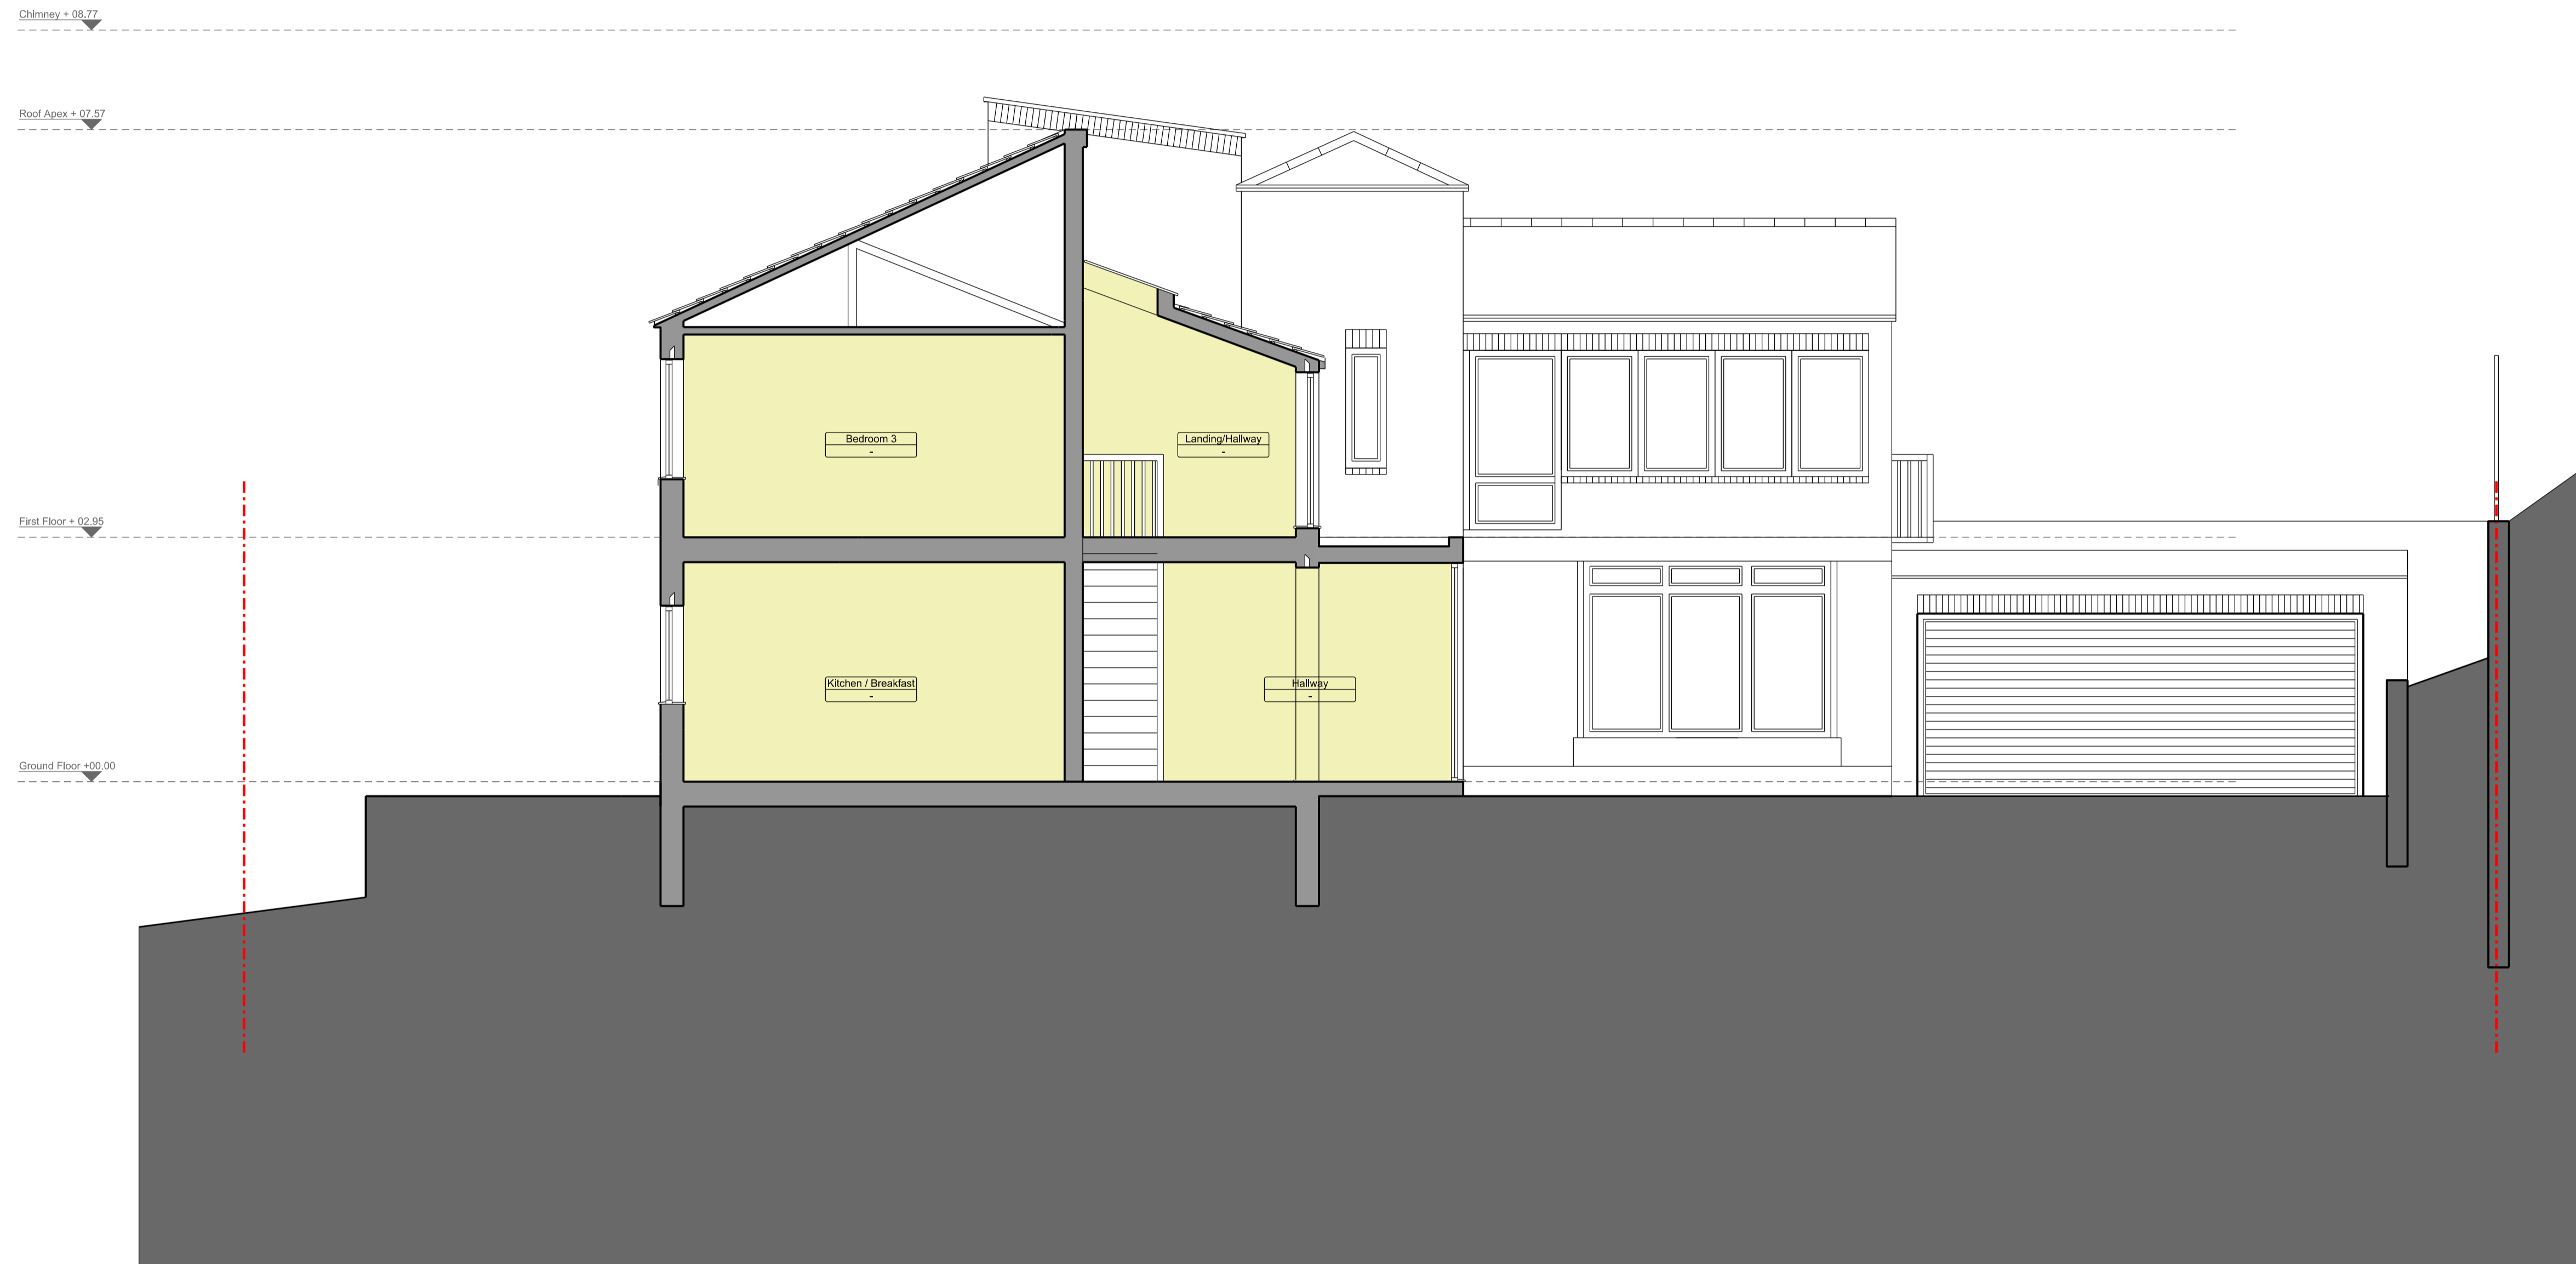 Chimney + 08.77
Roof Apex + 07.57
Bedroom 3
-
Landing/Hallway
-
First Floor + 02.95
Kitchen / Breakfast
-
Hallway
-
Ground Floor +00.00